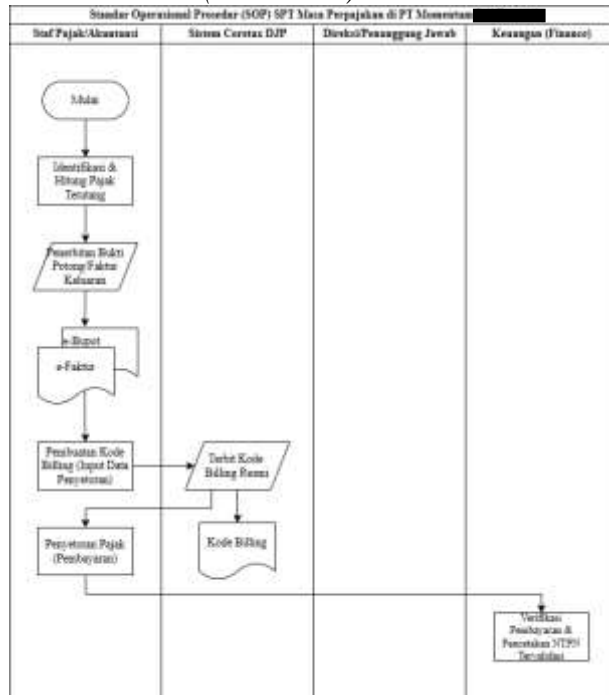 Standar Operasional Prosedur (SOP) SPT Masa Perpajakan di PT Momentum
Staf Pajak/Akuntansi
Sistem Coretax DJP
Direksi/Penanggung Jawab
Keuangan (Finance)
Mulai
Identifikasi &
Hitung Pajak
Terutang
Penerbitan Bukti
Potong/Faktur
Keluaran
e-Bupot
e-Faktur
Pembuatan Kode
Billing (Input Data
Penyetoran)
Terbit Kode
Billing Resmi
Kode Billing
Penyetoran Pajak
(Pembayaran)
Verifikasi
Pembayaran &
Pencetakan NTPN
Tervalidasi